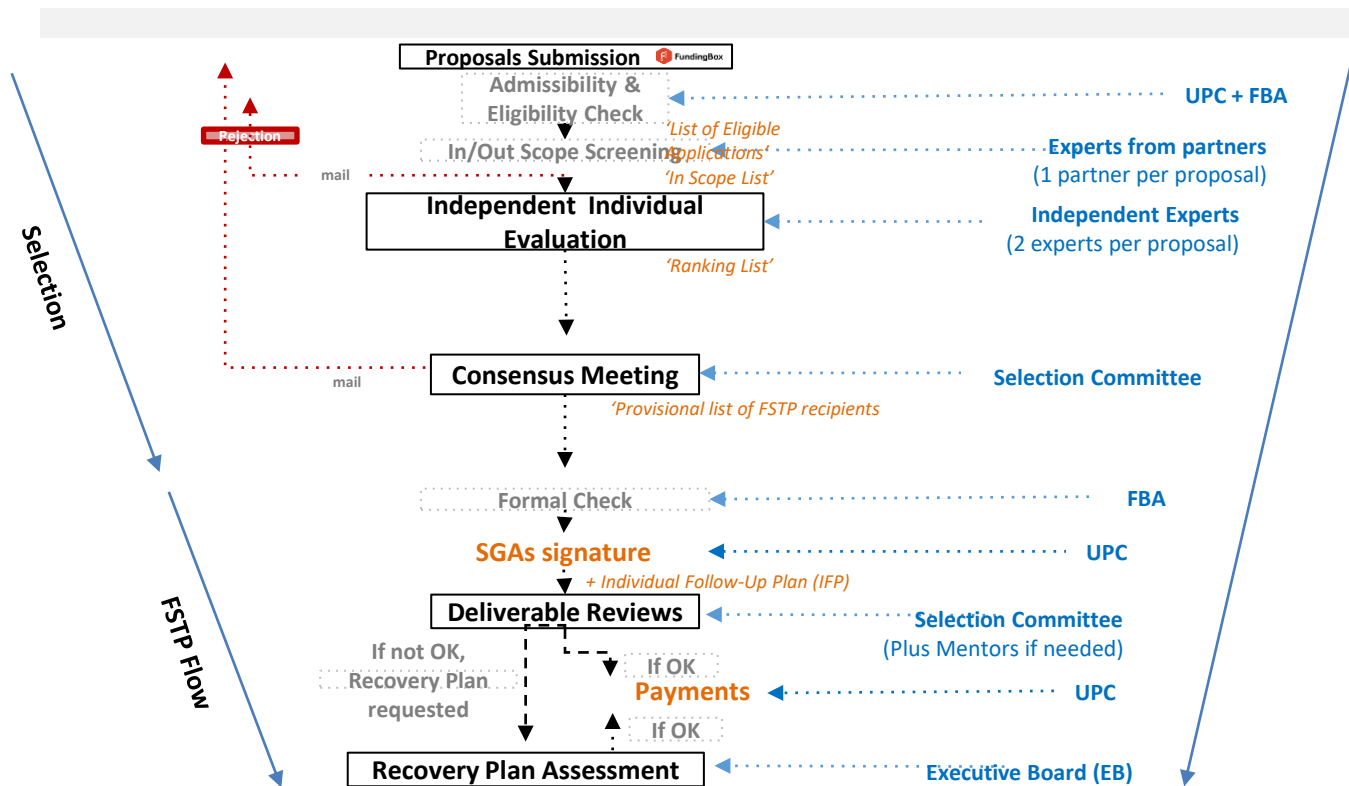 Proposals Submission FundingBox
Admissibility &
Eligibility Check
UPC + FBA
Rejection
'List of Eligible
Applications'
In/Out Scope Screening
Experts from partners
(1 partner per proposal)
mail
'In Scope List'
Independent Individual
Evaluation
Independent Experts
(2 experts per proposal)
'Ranking List'
Selection
Consensus Meeting
mail
Selection Committee
‘Provisional list of FSTP recipients
Formal Check
FBA
SGAs signature
UPC
+ Individual Follow-Up Plan (IFP)
Deliverable Reviews
Selection Committee
(Plus Mentors if needed)
FSTP Flow
If not OK,
Recovery Plan
requested
If OK
Payments
UPC
If OK
Recovery Plan Assessment
Executive Board (EB)